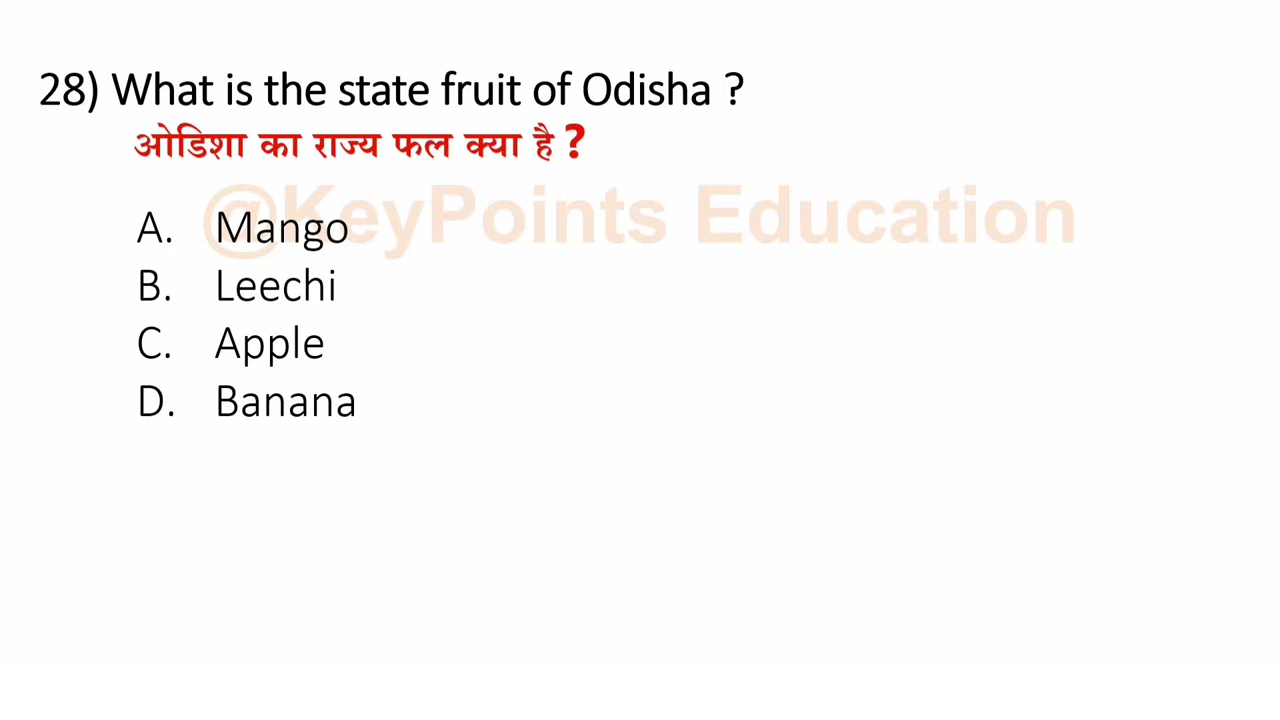 28) What is the state fruit of Odisha ?
ओडिशा का राज्य फल क्या है ?
@KeyPoints Education
A. Mango
B. Leechi
C. Apple
D. Banana